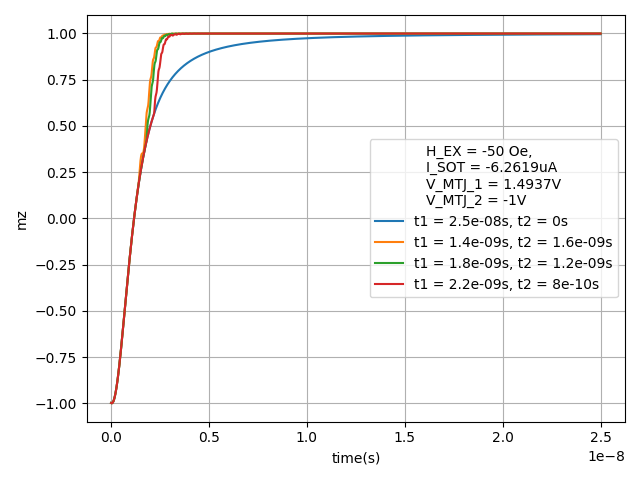 1.00
0.75
0.50
0.25
0.00
−0.25
−0.50
−0.75
−1.00
mz
H_EX = -50 Oe,
I_SOT = -6.2619uA
V_MTJ_1 = 1.4937V
V_MTJ_2 = -1V
t1 = 2.5e-08s, t2 = 0s
t1 = 1.4e-09s, t2 = 1.6e-09s
t1 = 1.8e-09s, t2 = 1.2e-09s
t1 = 2.2e-09s, t2 = 8e-10s
0.0 0.5 1.0 1.5 2.0 2.5
time(s)
1e−8